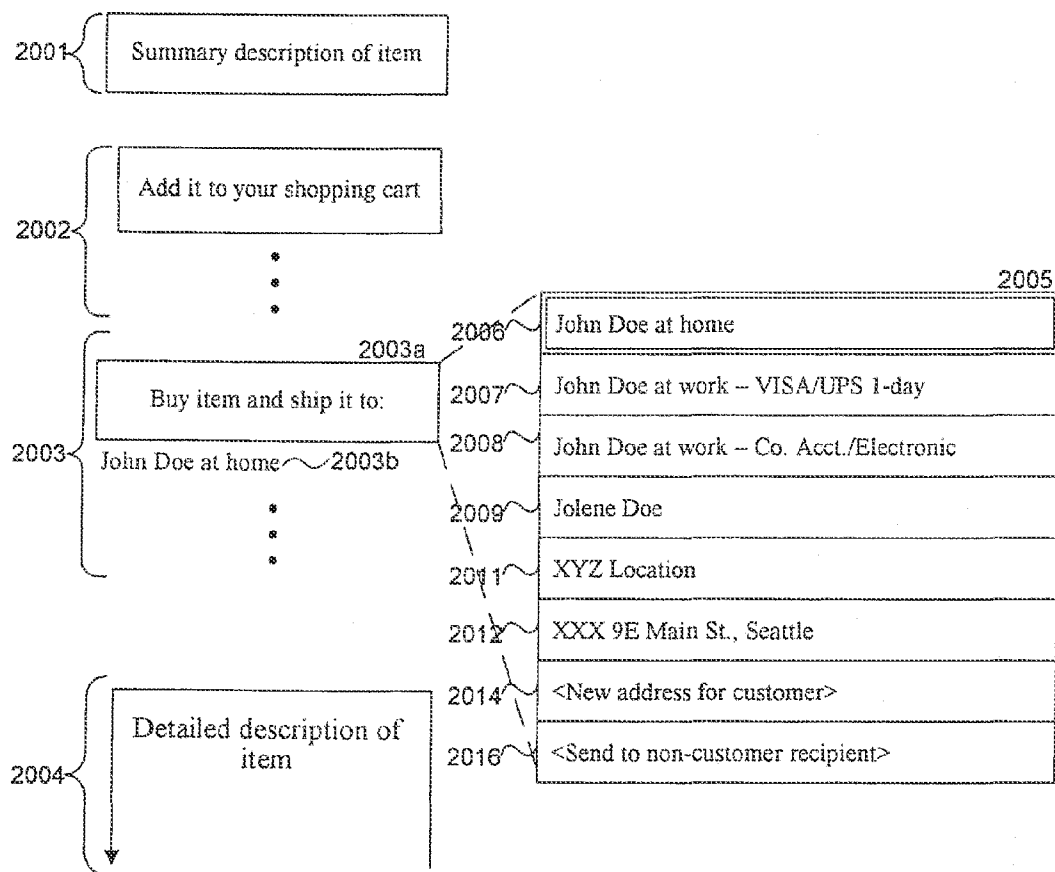 2001
Summary description of item
2002
Add it to your shopping cart
2003
2003a
Buy item and ship it to:
John Doe at home
2003b
2004
Detailed description of
item
2005
2006
John Doe at home
2007
John Doe at work – VISA/UPS 1-day
2008
John Doe at work – Co. Acct./Electronic
2009
Jolene Doe
2011
XYZ Location
2012
XXX 9E Main St., Seattle
2014
<New address for customer>
2016
<Send to non-customer recipient>